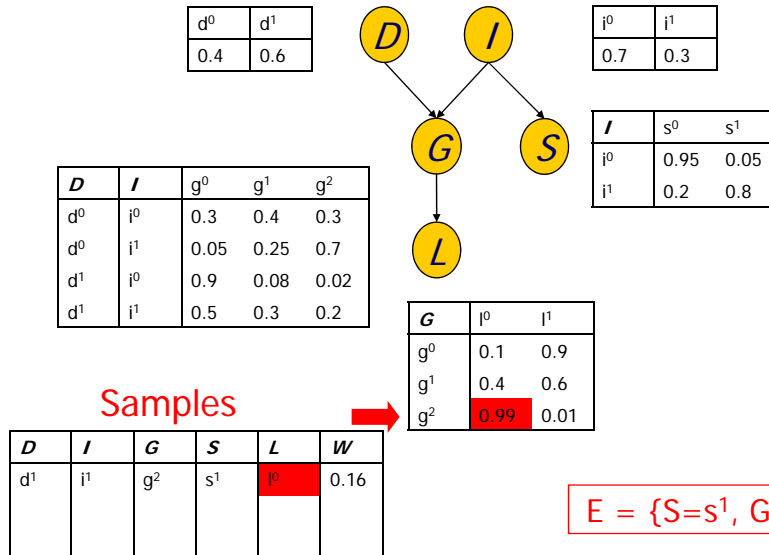 d⁰ d¹
0.4 0.6
D I
i⁰ i¹
0.7 0.3
G S
I s⁰ s¹
i⁰ 0.95 0.05
i¹ 0.2 0.8
D I g⁰ g¹ g²
d⁰ i⁰ 0.3 0.4 0.3
d⁰ i¹ 0.05 0.25 0.7
d¹ i⁰ 0.9 0.08 0.02
d¹ i¹ 0.5 0.3 0.2
L
G l⁰ l¹
g⁰ 0.1 0.9
g¹ 0.4 0.6
g² 0.99 0.01
Samples
D I G S L W
d¹ i¹ g² s¹ l⁰ 0.16
E = {S=s¹, G